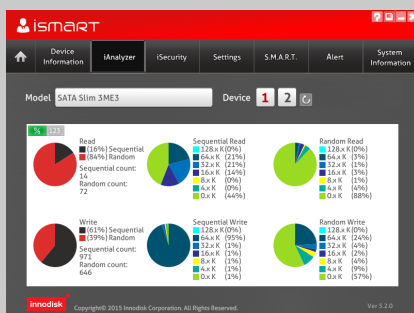 ismart
Device Information
iAnalyzer
iSecurity
Settings
S.M.A.R.T.
Alert
System Information
Model SATA Slim 3ME3 Device 1 2
% 123
Read
(16%) Sequential
(84%) Random
Sequential count:
14
Random count:
72
Sequential Read
128.x K(0%)
64.x K (21%)
32.x K (21%)
16.x K (14%)
8.x K (0%)
4.x K (0%)
0.x K (44%)
Random Read
128.x K(0%)
64.x K (3%)
32.x K (1%)
16.x K (3%)
8.x K (1%)
4.x K (4%)
0.x K (88%)
Write
(61%) Sequential
(39%) Random
Sequential count:
971
Random count:
646
Sequential Write
128.x K(0%)
64.x K (95%)
32.x K (1%)
16.x K (1%)
8.x K (1%)
4.x K (1%)
0.x K (1%)
Random Write
128.x K(0%)
64.x K (24%)
32.x K (4%)
16.x K (2%)
8.x K (4%)
4.x K (9%)
0.x K (57%)
innodisk Copyright© 2015 Innodisk Corporation. All Rights Reserved. Ver 5.2.0